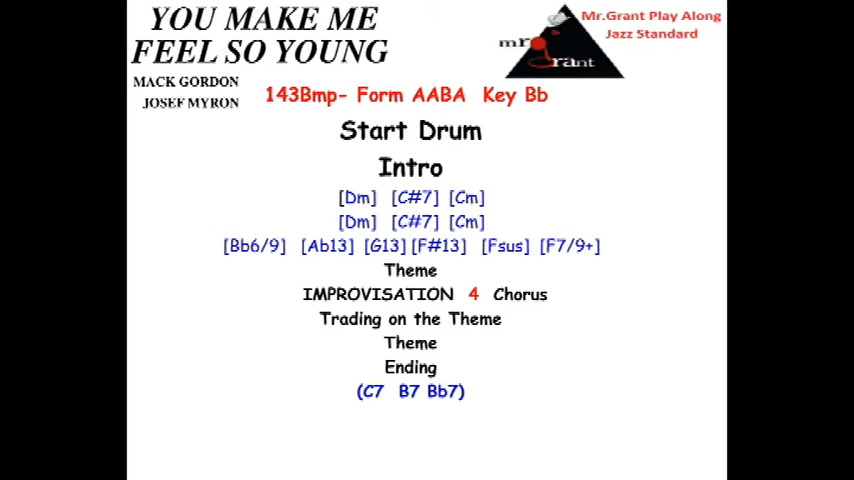 YOU MAKE ME
FEEL SO YOUNG
MACK GORDON
JOSEF MYRON
mr grant
Mr.Grant Play Along
Jazz Standard
143Bmp- Form AABA Key Bb
Start Drum
Intro
[Dm] [C#7] [Cm]
[Dm] [C#7] [Cm]
[Bb6/9] [Ab13] [G13] [F#13] [Fsus] [F7/9+]
Theme
IMPROVISATION 4 Chorus
Trading on the Theme
Theme
Ending
(C7 B7 Bb7)